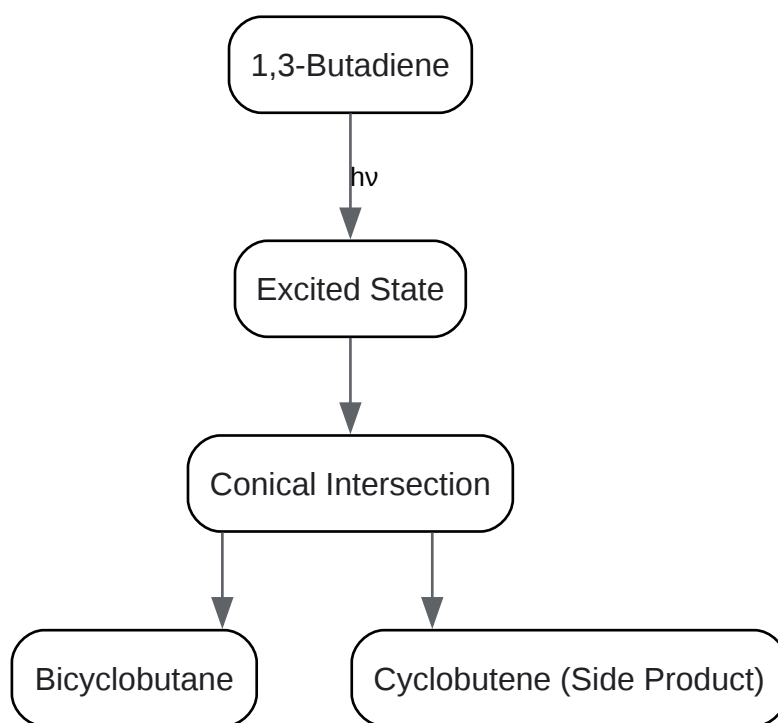 1,3-Butadiene
hν
Excited State
Conical Intersection
Bicyclobutane
Cyclobutene (Side Product)